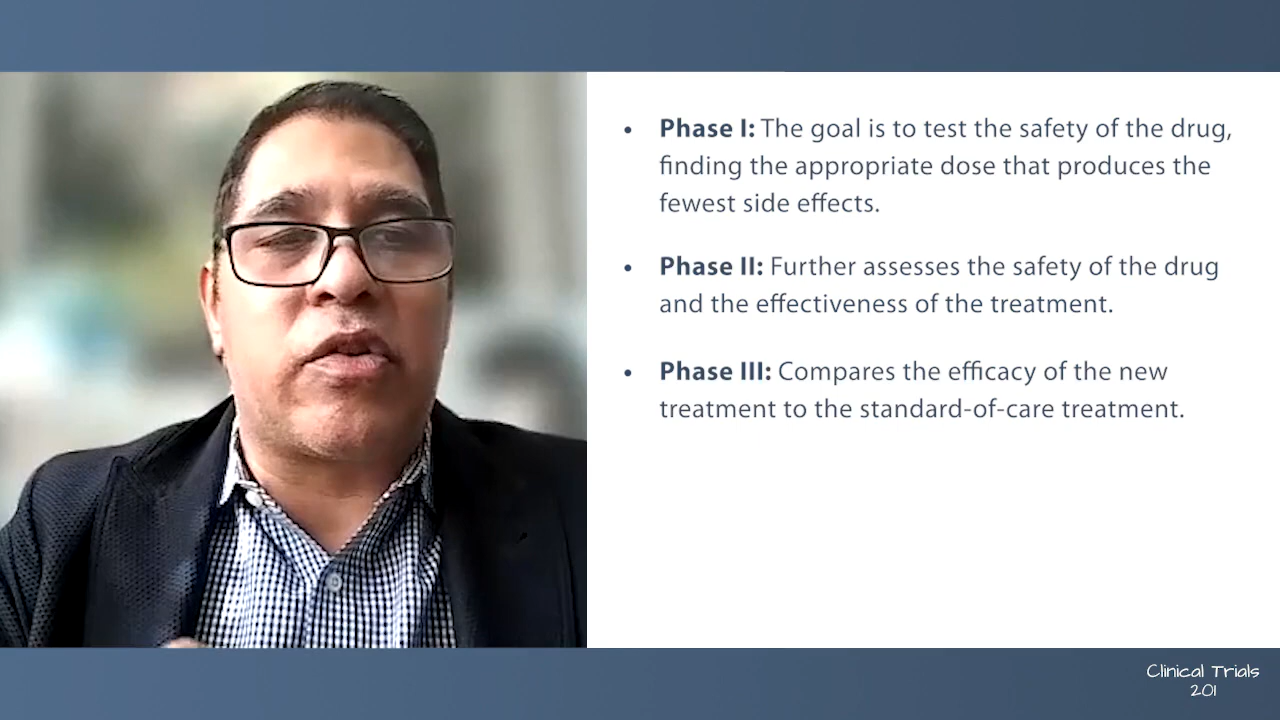 • Phase I: The goal is to test the safety of the drug,
finding the appropriate dose that produces the
fewest side effects.
• Phase II: Further assesses the safety of the drug
and the effectiveness of the treatment.
• Phase III: Compares the efficacy of the new
treatment to the standard-of-care treatment.
Clinical Trials
201